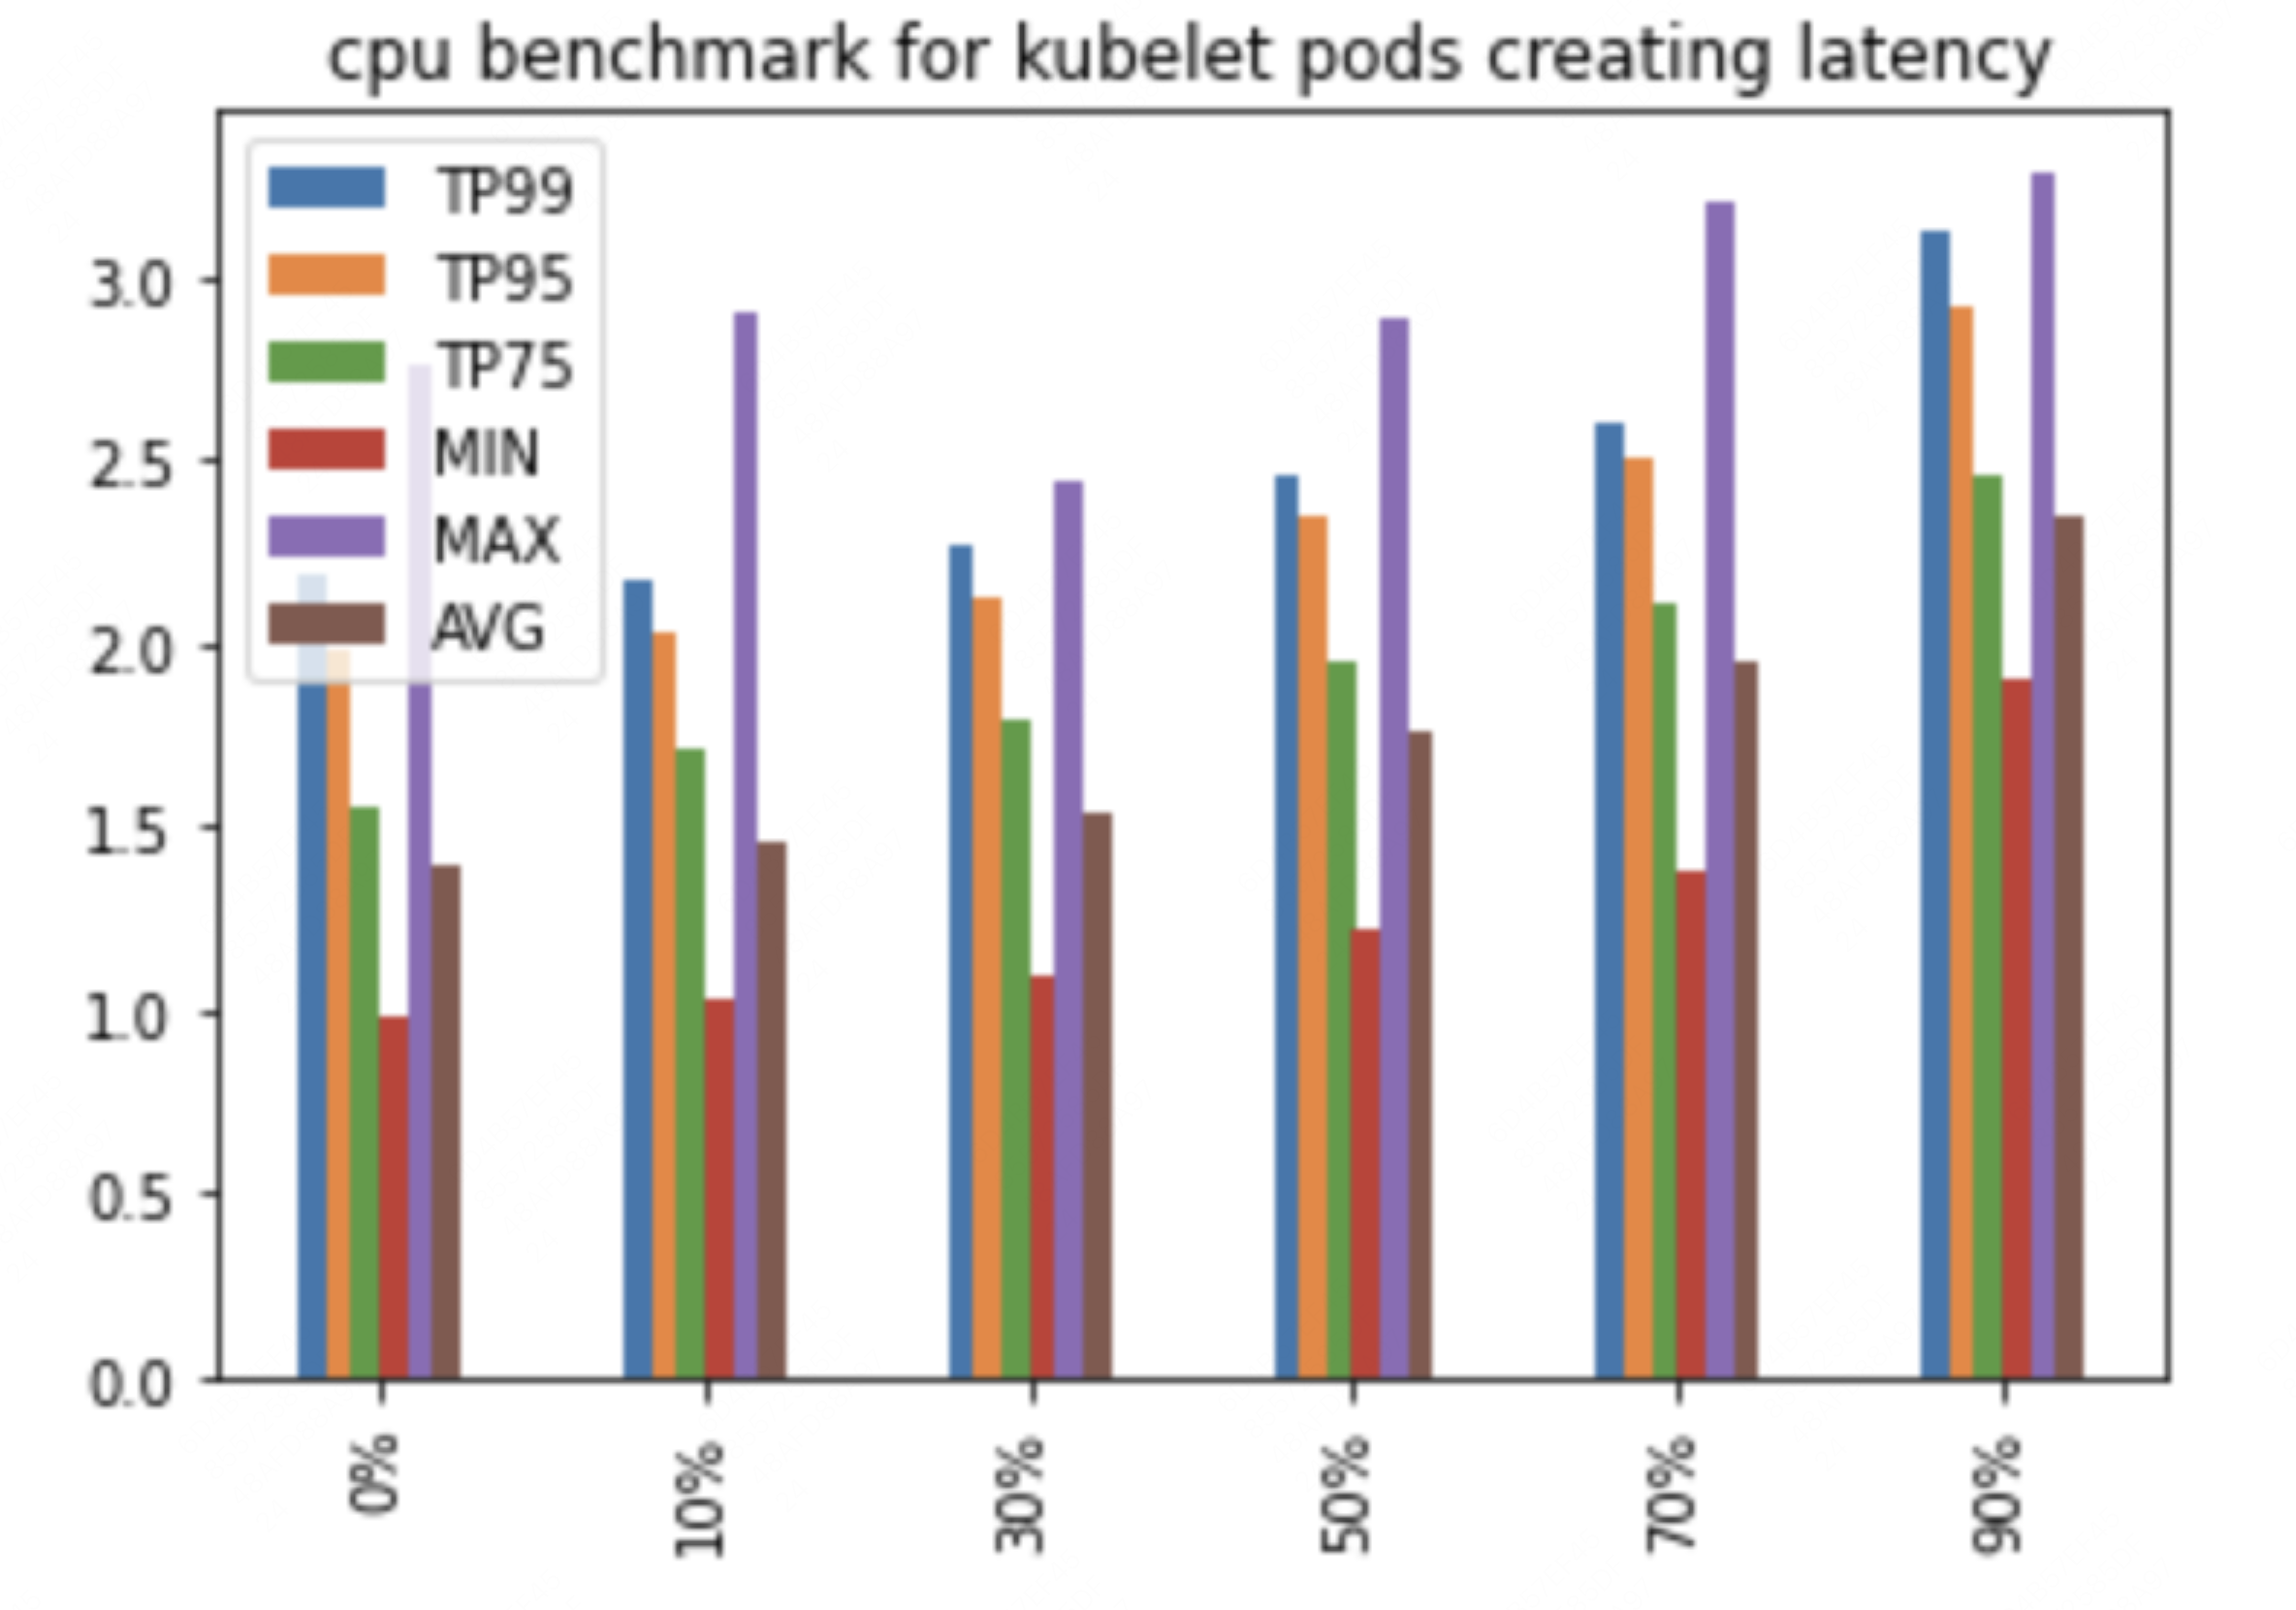 cpu benchmark for kubelet pods creating latency
TP99
TP95
TP75
MIN
MAX
AVG
3.0
2.5
2.0
1.5
1.0
0.5
0.0
0%
10%
30%
50%
70%
90%